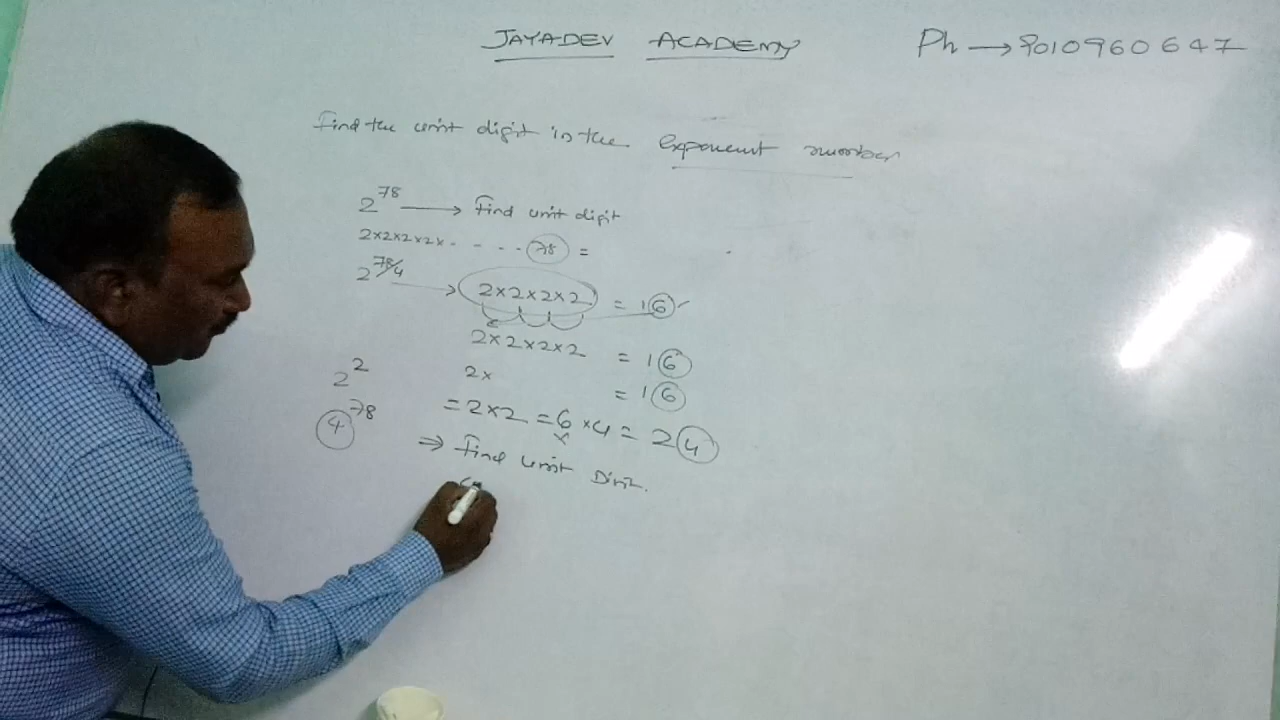 JAYADEV ACADEMY
Ph → 9010960647
Find the unit digit in the Exponent number
2^78 → Find unit digit
2×2×2×2×- - - - - 78 =
2^78/4 → 2×2×2×2 = 16 ✓
2×2×2×2 = 16
2^2 2× = 16
4^78 = 2×2 = 6 ×4 = 24
⇒ Find unit